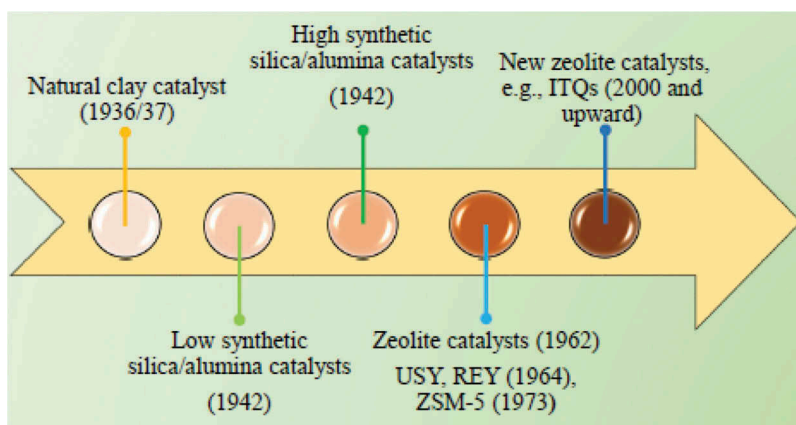 Natural clay catalyst
(1936/37)
High synthetic
silica/alumina catalysts
(1942)
New zeolite catalysts,
e.g., ITQs (2000 and
upward)
Low synthetic
silica/alumina catalysts
(1942)
Zeolite catalysts (1962)
USY, REY (1964),
ZSM-5 (1973)